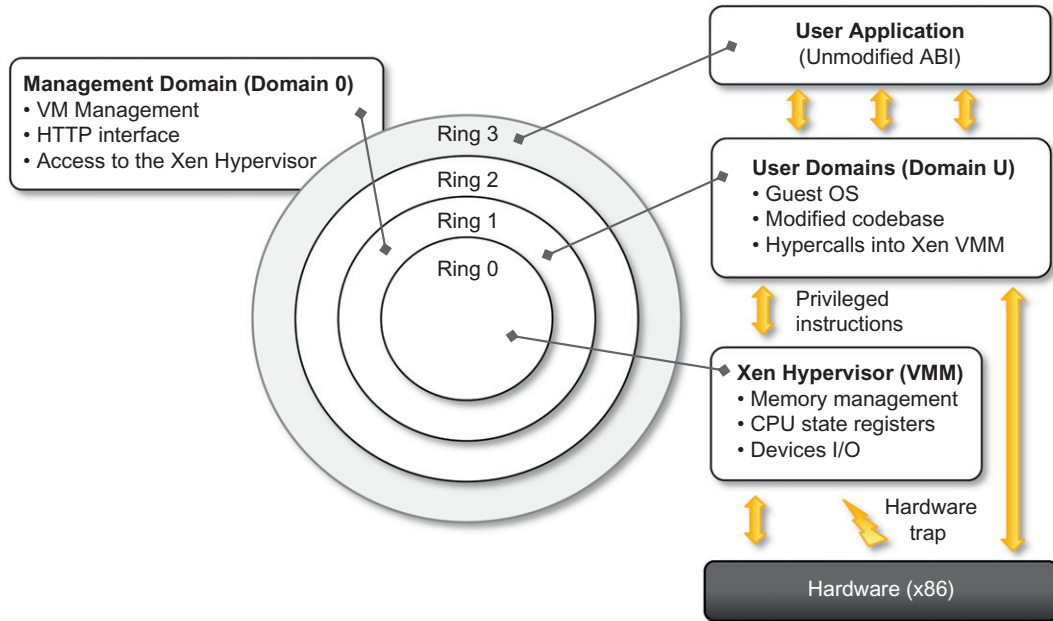 Management Domain (Domain 0)
• VM Management
• HTTP interface
• Access to the Xen Hypervisor
Ring 3
Ring 2
Ring 1
Ring 0
User Application
(Unmodified ABI)
User Domains (Domain U)
• Guest OS
• Modified codebase
• Hypercalls into Xen VMM
Privileged
instructions
Xen Hypervisor (VMM)
• Memory management
• CPU state registers
• Devices I/O
Hardware
trap
Hardware (x86)